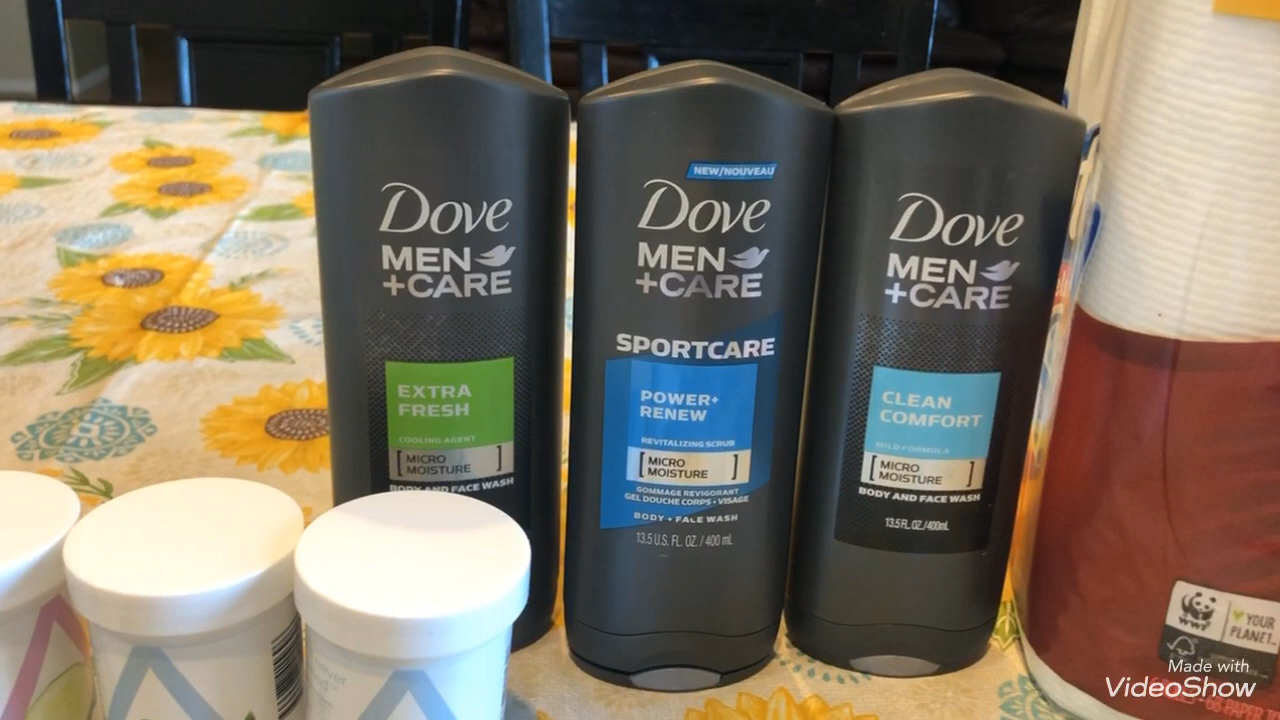 Dove
MEN
+CARE
EXTRA
FRESH
COOLING AGENT
MICRO
MOISTURE
BODY AND FACE WASH
NEW/NOUVEAU
Dove
MEN
+CARE
SPORTCARE
POWER+
RENEW
REVITALIZING SCRUB
MICRO
MOISTURE
GOMMAGE REVIGORANT
GEL DOUCHE CORPS + VISAGE
BODY + FACE WASH
13.5 U.S. FL. OZ. / 400 mL
Dove
MEN
+CARE
CLEAN
COMFORT
MILD FORMULA
MICRO
MOISTURE
BODY AND FACE WASH
13.5 FL. OZ./400mL
WWF
YOUR
PLANET
Made with
VideoShow